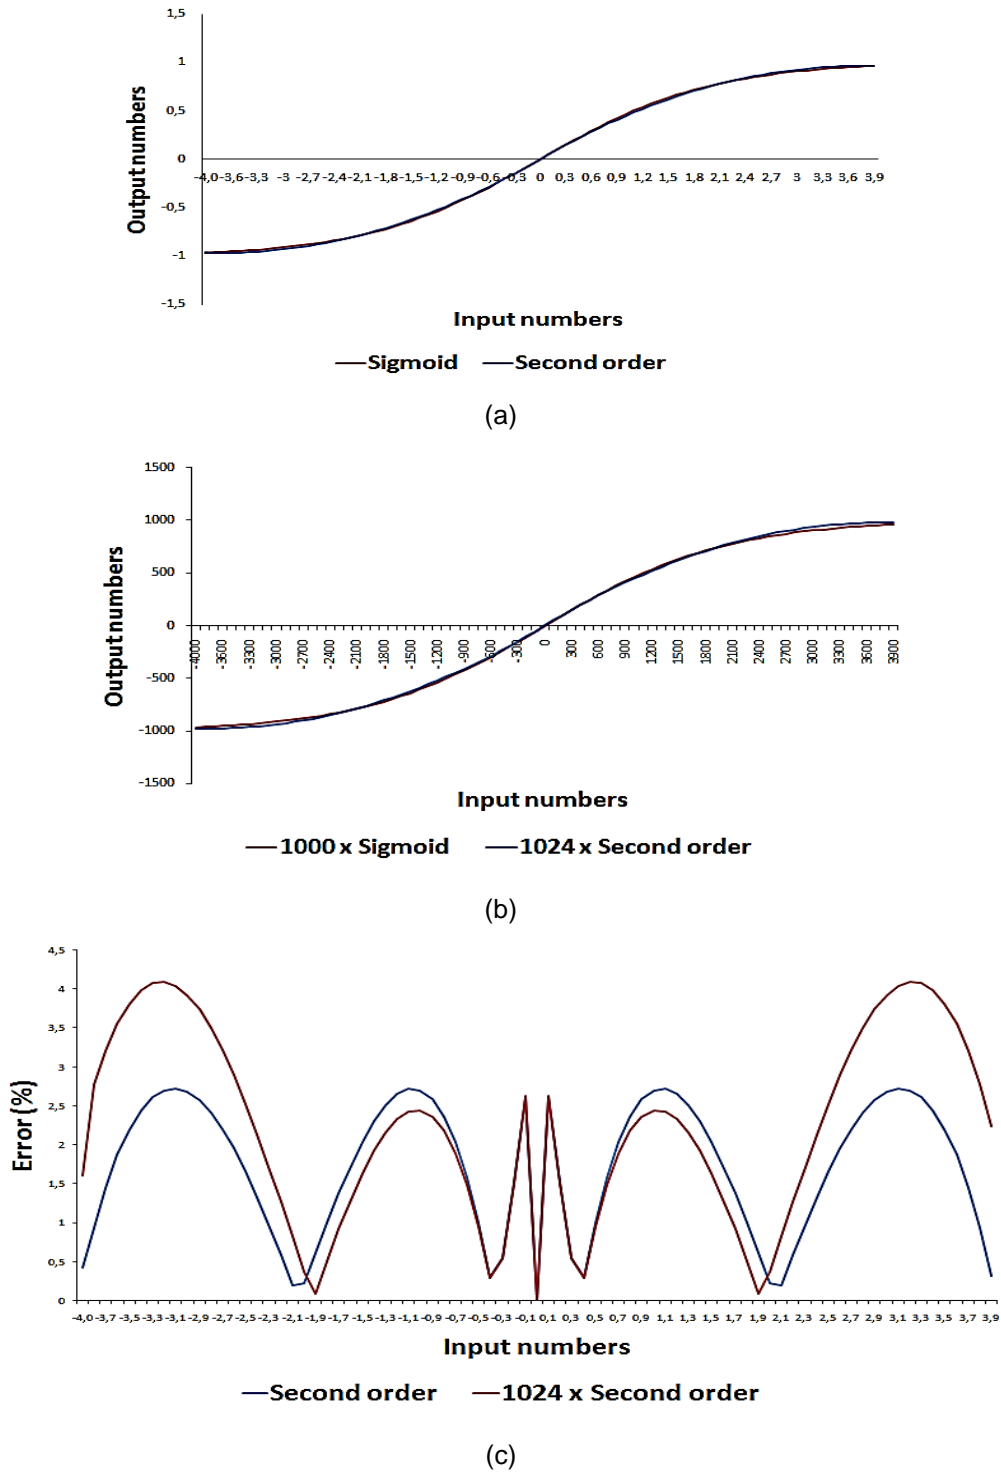 1,5
1
0,5
0
-0,5
-1
-1,5
Output numbers
-4,0 -3,6 -3,3 -3 -2,7 -2,4 -2,1 -1,8 -1,5 -1,2 -0,9 -0,6 -0,3 0 0,3 0,6 0,9 1,2 1,5 1,8 2,1 2,4 2,7 3 3,3 3,6 3,9
Input numbers
Sigmoid Second order
(a)
1500
1000
500
0
-500
-1000
-1500
Output numbers
-4000 -3600 -3300 -3000 -2700 -2400 -2100 -1800 -1500 -1200 -900 -600 -300 0 300 600 900 1200 1500 1800 2100 2400 2700 3000 3300 3600 3900
Input numbers
1000 x Sigmoid 1024 x Second order
(b)
4,5
4
3,5
3
2,5
2
1,5
1
0,5
0
Error (%)
-4,0 -3,7 -3,5 -3,3 -3,1 -2,9 -2,7 -2,5 -2,3 -2,1 -1,9 -1,7 -1,5 -1,3 -1,1 -0,9 -0,7 -0,5 -0,3 -0,1 0,1 0,3 0,5 0,7 0,9 1,1 1,3 1,5 1,7 1,9 2,1 2,3 2,5 2,7 2,9 3,1 3,3 3,5 3,7 3,9
Input numbers
Second order 1024 x Second order
(c)